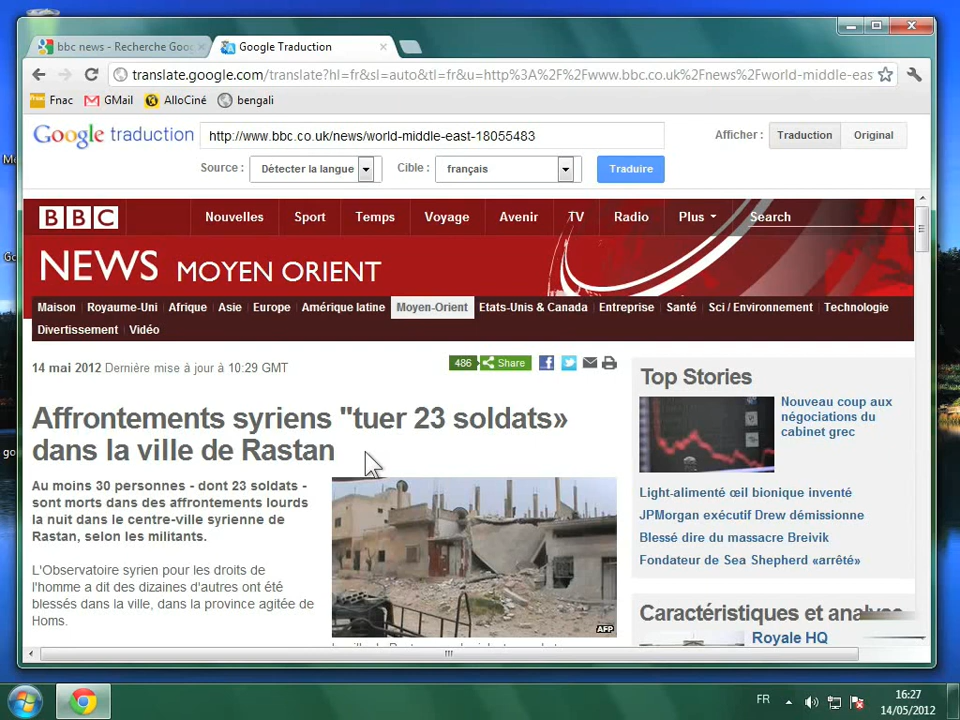 bbc news - Recherche Goo
Google Traduction
translate.google.com/translate?hl=fr&sl=auto&tl=fr&u=http%3A%2F%2Fwww.bbc.co.uk%2Fnews%2Fworld-middle-eas
Fnac GMail AlloCiné bengali
Google traduction
http://www.bbc.co.uk/news/world-middle-east-18055483
Afficher : Traduction Original
Source : Détecter la langue Cible : français Traduire
BBC Nouvelles Sport Temps Voyage Avenir TV Radio Plus Search
NEWS MOYEN ORIENT
Maison Royaume-Uni Afrique Asie Europe Amérique latine Moyen-Orient Etats-Unis & Canada Entreprise Santé Sci / Environnement Technologie
Divertissement Vidéo
14 mai 2012 Dernière mise à jour à 10:29 GMT
486 Share
Affrontements syriens "tuer 23 soldats»
dans la ville de Rastan
Au moins 30 personnes - dont 23 soldats -
sont morts dans des affrontements lourds
la nuit dans le centre-ville syrienne de
Rastan, selon les militants.
L'Observatoire syrien pour les droits de
l'homme a dit des dizaines d'autres ont été
blessés dans la ville, dans la province agitée de
Homs.
AFP
Top Stories
Nouveau coup aux
négociations du
cabinet grec
Light-alimenté œil bionique inventé
JPMorgan exécutif Drew démissionne
Blessé dire du massacre Breivik
Fondateur de Sea Shepherd «arrêté»
Caractéristiques et analyse
Royale HQ
FR
16:27
14/05/2012